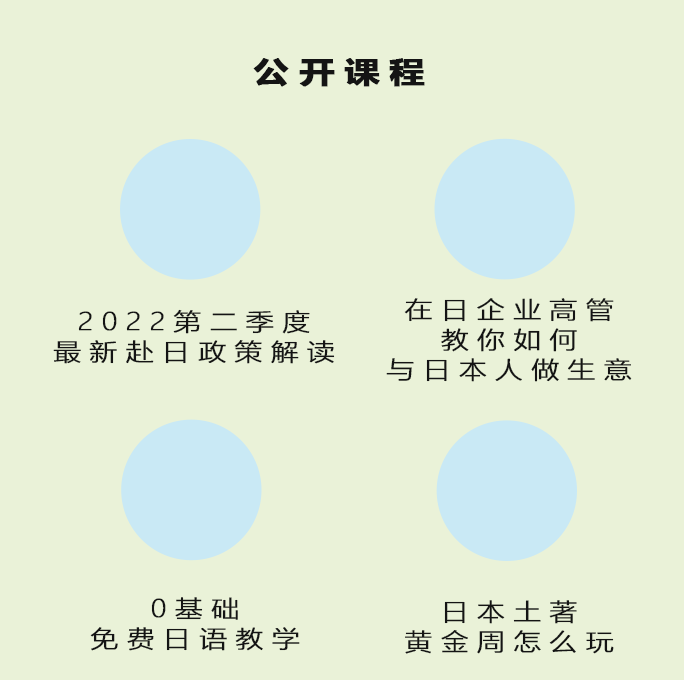 公开课程
2022第二季度
最新赴日政策解读
在日企业高管
教你如何
与日本人做生意
0基础
免费日语教学
日本土著
黄金周怎么玩